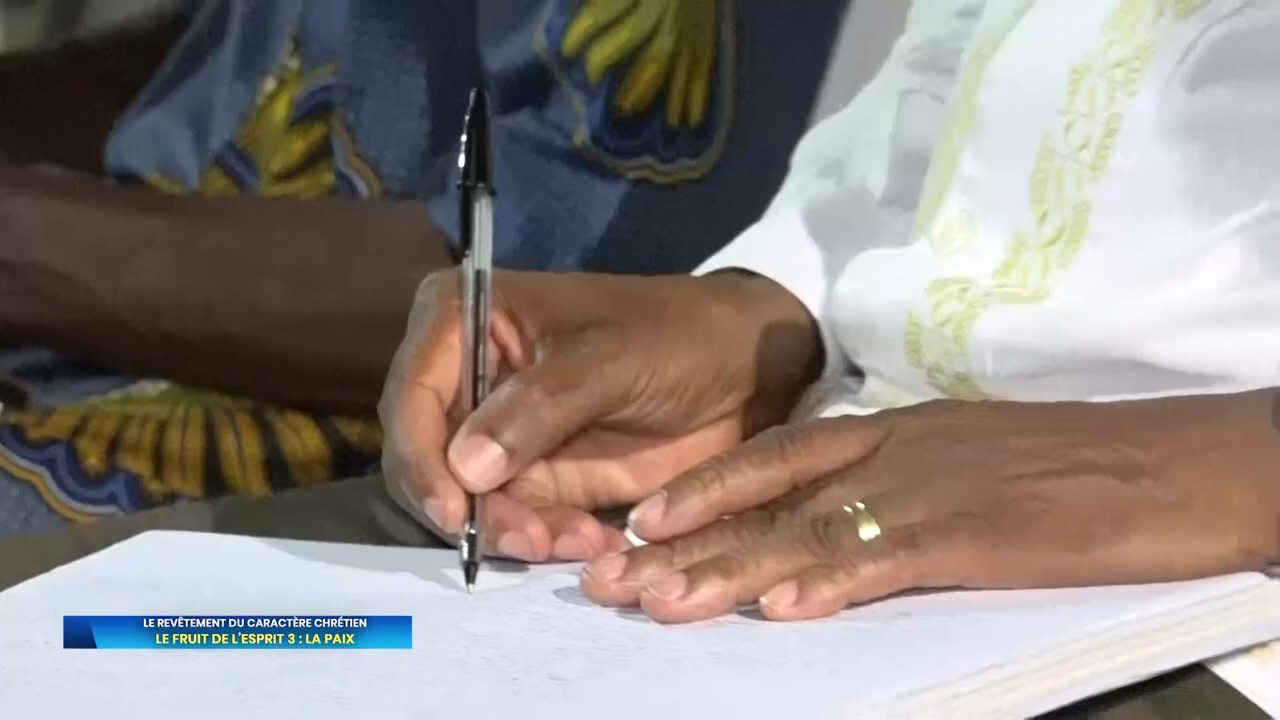 LE REVÊTEMENT DU CARACTÈRE CHRÉTIEN
LE FRUIT DE L'ESPRIT 3 : LA PAIX